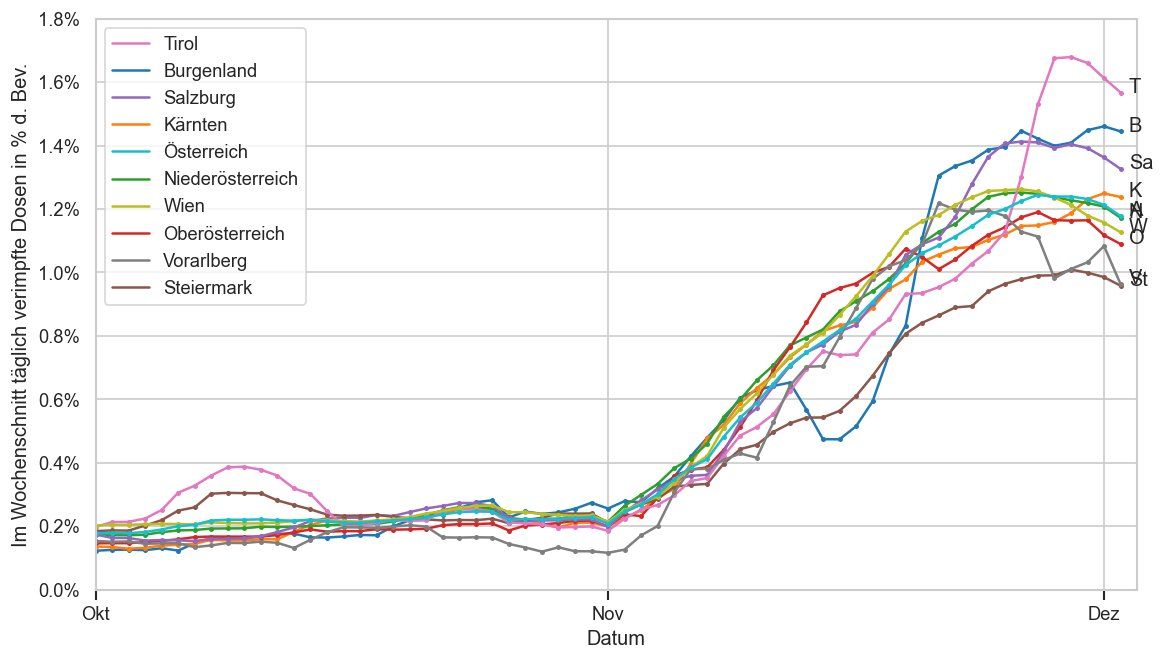 1.8%
1.6%
1.4%
1.2%
1.0%
0.8%
0.6%
0.4%
0.2%
0.0%
Im Wochenschnitt täglich verimpfte Dosen in % d. Bev.
Tirol
Burgenland
Salzburg
Kärnten
Österreich
Niederösterreich
Wien
Oberösterreich
Vorarlberg
Steiermark
T
B
Sa
K
A
N
W
O
V
St
Okt
Nov
Dez
Datum